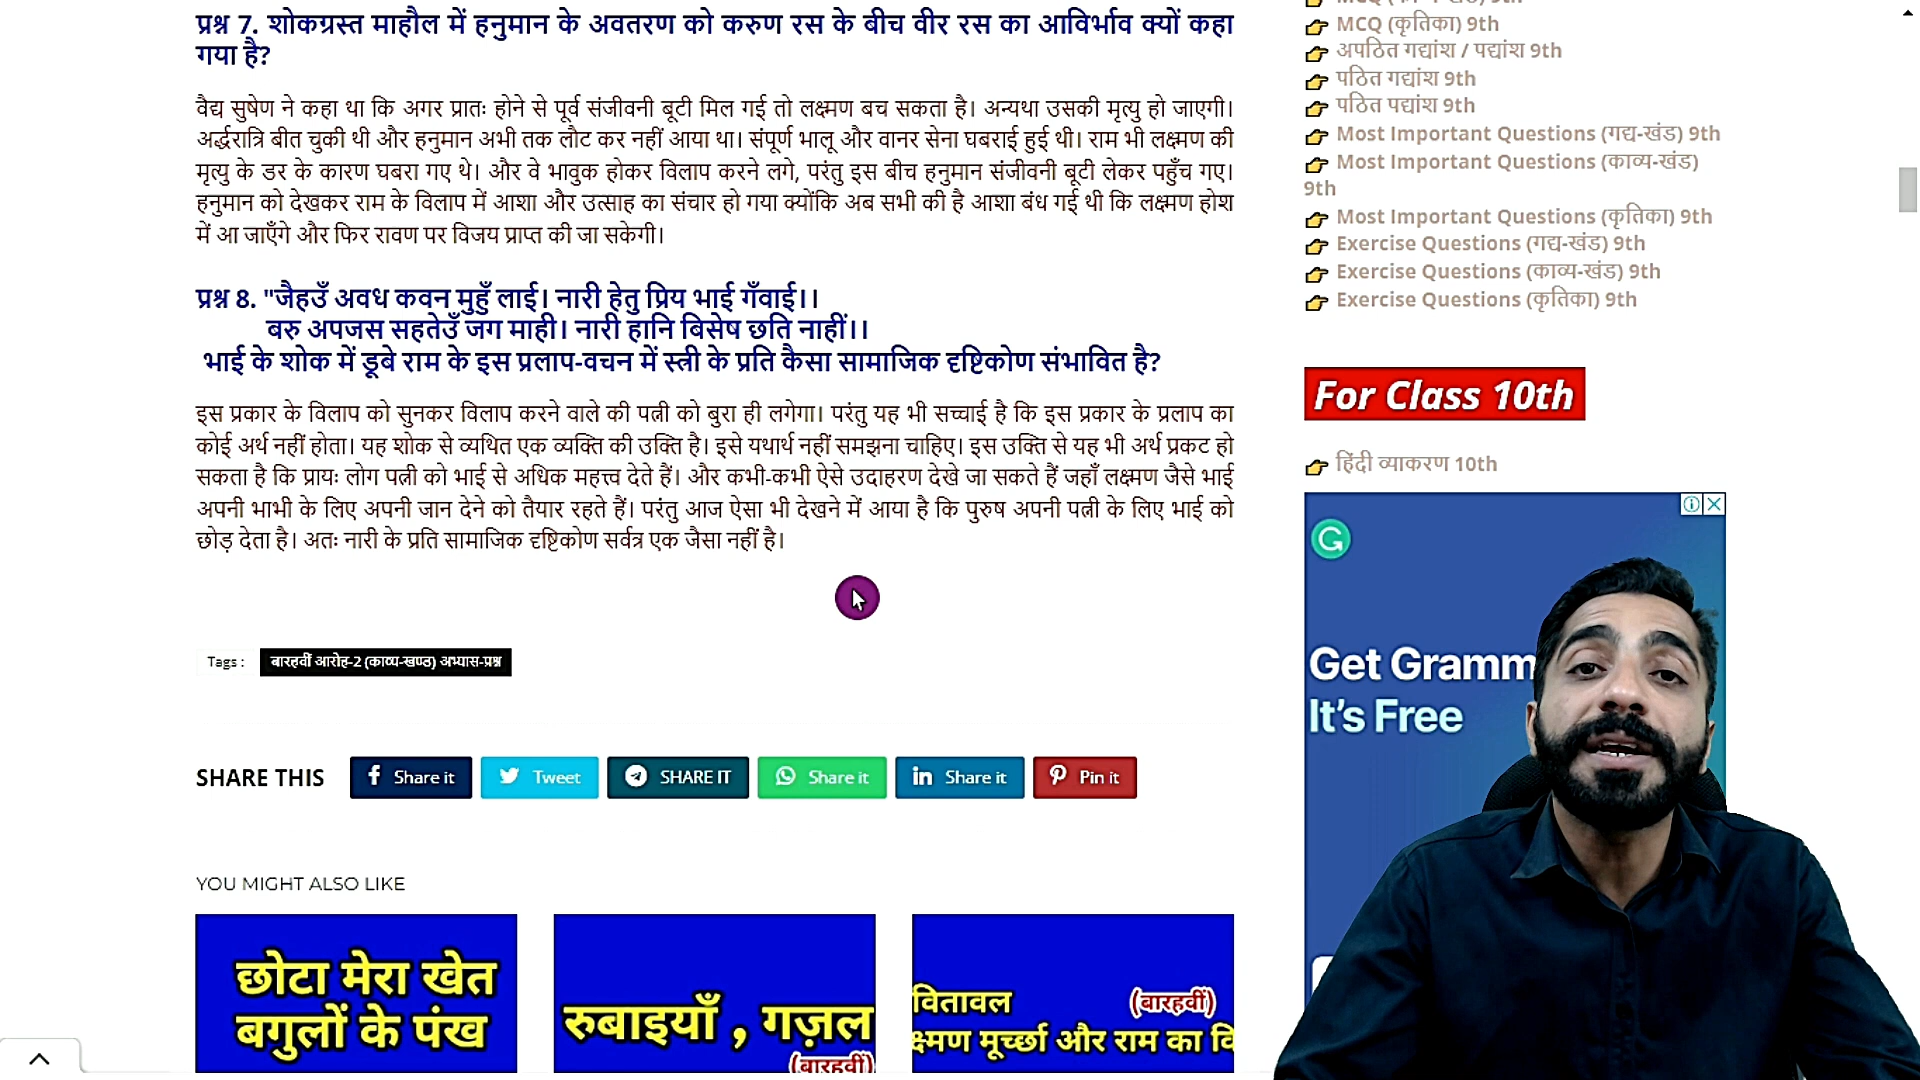 प्रश्न 7. शोकग्रस्त माहौल में हनुमान के अवतरण को करुण रस के बीच वीर रस का आविर्भाव क्यों कहा
गया है?
वैद्य सुषेण ने कहा था कि अगर प्रातः होने से पूर्व संजीवनी बूटी मिल गई तो लक्ष्मण बच सकता है। अन्यथा उसकी मृत्यु हो जाएगी।
अर्द्धरात्रि बीत चुकी थी और हनुमान अभी तक लौट कर नहीं आया था। संपूर्ण भालू और वानर सेना घबराई हुई थी। राम भी लक्ष्मण की
मृत्यु के डर के कारण घबरा गए थे। और वे भावुक होकर विलाप करने लगे, परंतु इस बीच हनुमान संजीवनी बूटी लेकर पहुँच गए।
हनुमान को देखकर राम के विलाप में आशा और उत्साह का संचार हो गया क्योंकि अब सभी की है आशा बंध गई थी कि लक्ष्मण होश
में आ जाएँगे और फिर रावण पर विजय प्राप्त की जा सकेगी।
प्रश्न 8. "जैहउँ अवध कवन मुहुँ लाई। नारी हेतु प्रिय भाई गँवाई।।
बरु अपजस सहतेउँ जग माही। नारी हानि बिसेष छति नाहीं।।
भाई के शोक में डूबे राम के इस प्रलाप-वचन में स्त्री के प्रति कैसा सामाजिक दृष्टिकोण संभावित है?
इस प्रकार के विलाप को सुनकर विलाप करने वाले की पत्नी को बुरा ही लगेगा। परंतु यह भी सच्चाई है कि इस प्रकार के प्रलाप का
कोई अर्थ नहीं होता। यह शोक से व्यथित एक व्यक्ति की उक्ति है। इसे यथार्थ नहीं समझना चाहिए। इस उक्ति से यह भी अर्थ प्रकट हो
सकता है कि प्रायः लोग पत्नी को भाई से अधिक महत्त्व देते हैं। और कभी-कभी ऐसे उदाहरण देखे जा सकते हैं जहाँ लक्ष्मण जैसे भाई
अपनी भाभी के लिए अपनी जान देने को तैयार रहते हैं। परंतु आज ऐसा भी देखने में आया है कि पुरुष अपनी पत्नी के लिए भाई को
छोड़ देता है। अतः नारी के प्रति सामाजिक दृष्टिकोण सर्वत्र एक जैसा नहीं है।
Tags : बारहवीं आरोह-2 (काव्य-खण्ड) अभ्यास-प्रश्न
SHARE THIS Share it Tweet SHARE IT Share it Share it Pin it
YOU MIGHT ALSO LIKE
छोटा मेरा खेत
बगुलों के पंख
रुबाइयाँ , गज़ल
(बारहवीं)
वितावल (बारहवीं)
क्ष्मण मूर्च्छा और राम का वि
MCQ (कृतिका) 9th
अपठित गद्यांश / पद्यांश 9th
पठित गद्यांश 9th
पठित पद्यांश 9th
Most Important Questions (गद्य-खंड) 9th
Most Important Questions (काव्य-खंड)
9th
Most Important Questions (कृतिका) 9th
Exercise Questions (गद्य-खंड) 9th
Exercise Questions (काव्य-खंड) 9th
Exercise Questions (कृतिका) 9th
For Class 10th
हिंदी व्याकरण 10th
Get Gramm
It's Free